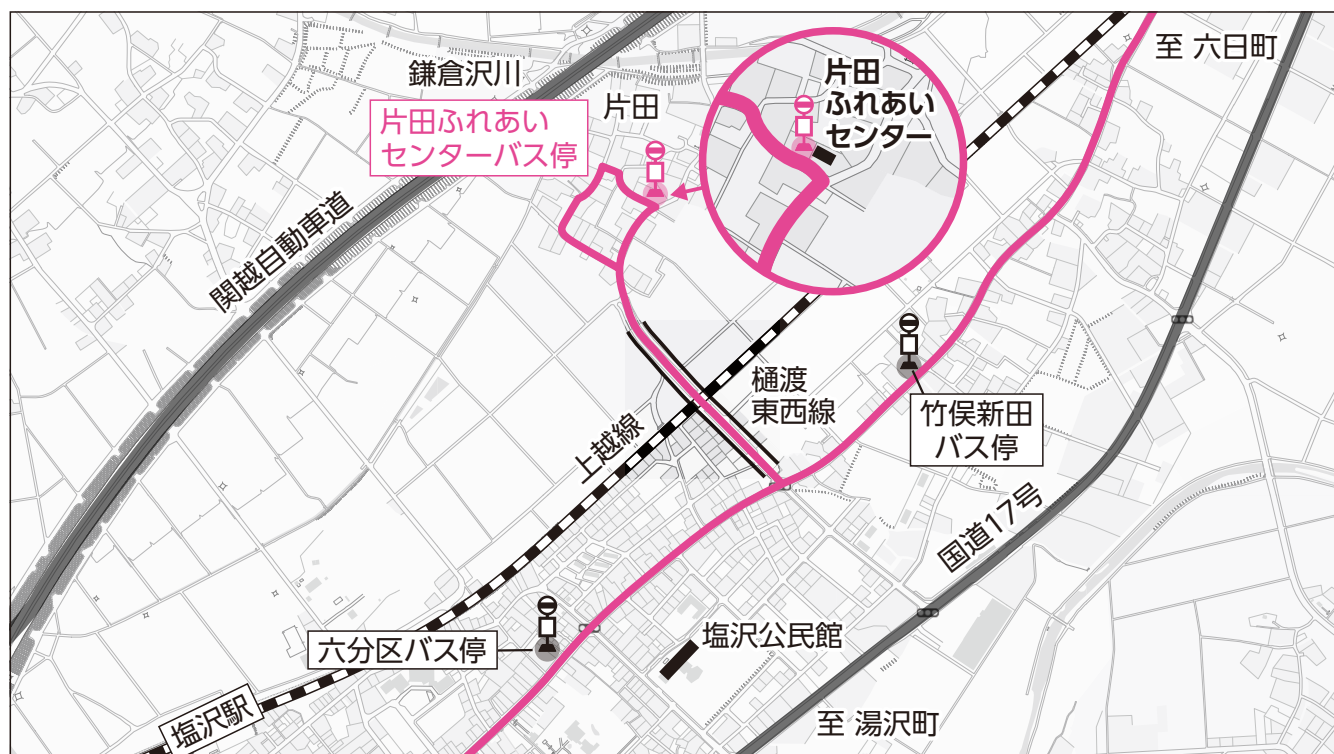 至 六日町
鎌倉沢川
片田
ふれあい
センター
片田ふれあい
センターバス停
片田
関越自動車道
樋渡
東西線
上越線
竹俣新田
バス停
国道17号
六分区バス停
塩沢公民館
塩沢駅
至 湯沢町